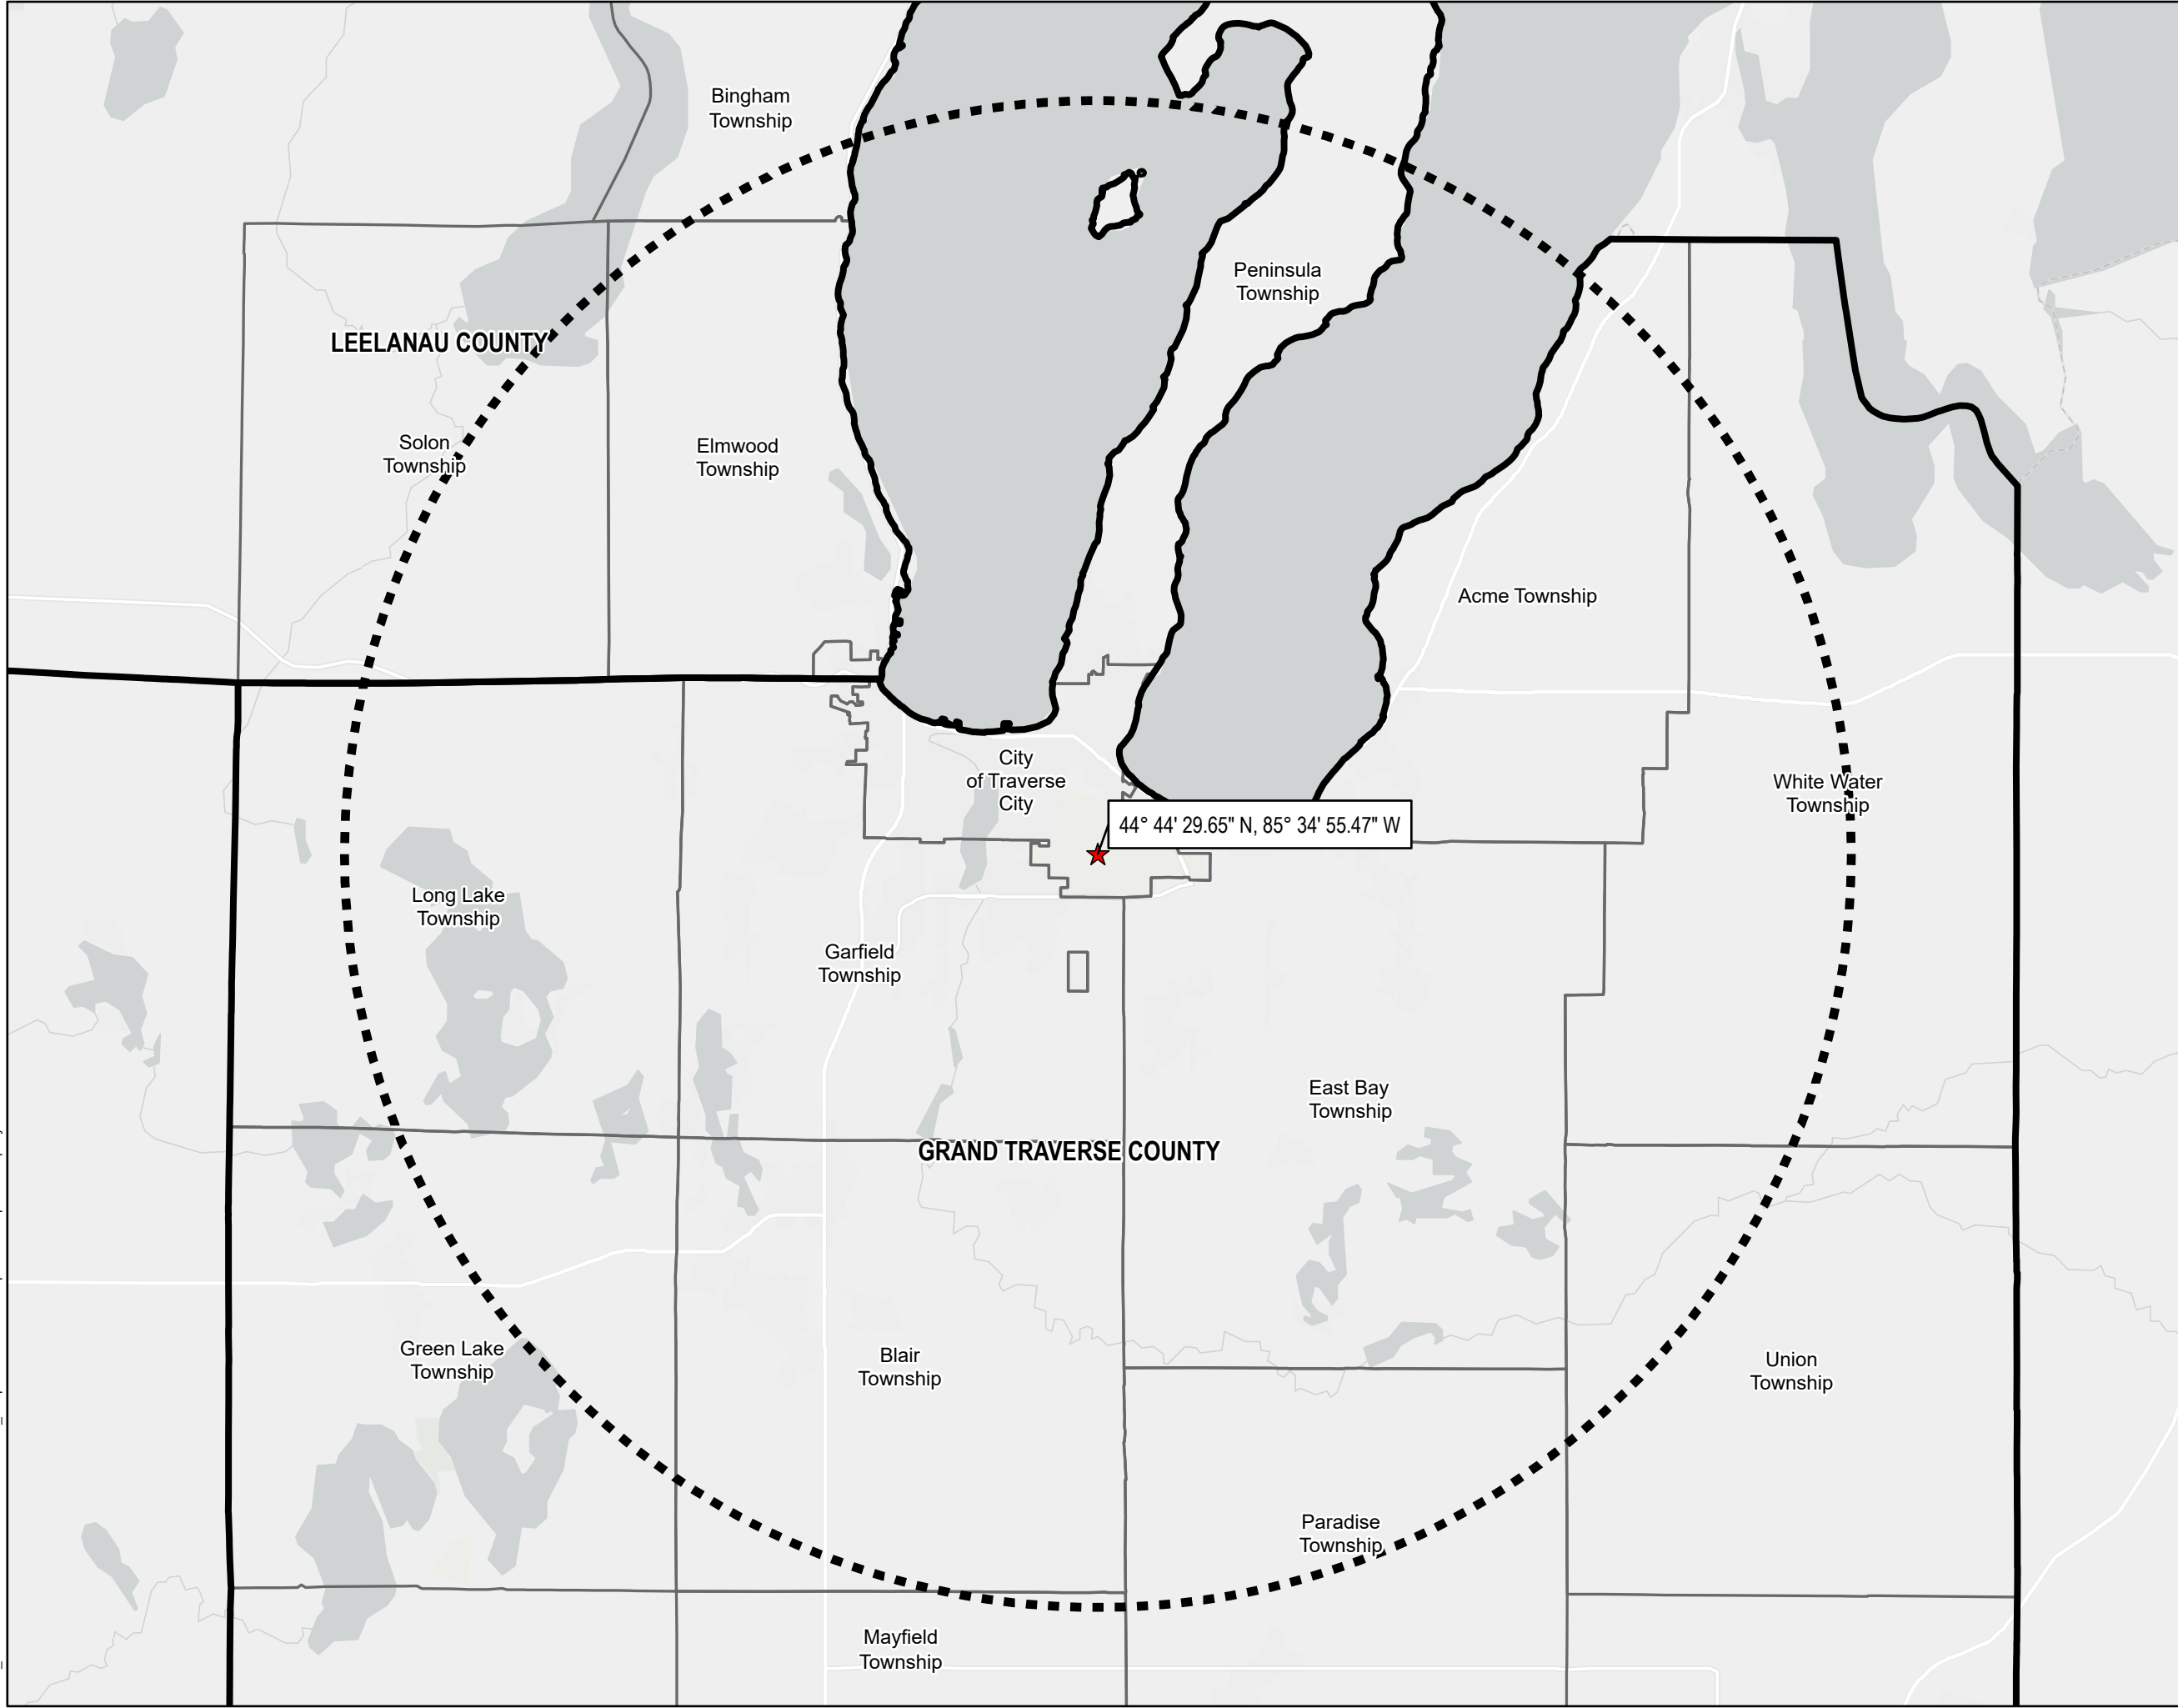 Bingham
Township
Peninsula
Township
LEELANAU COUNTY
Solon
Township
Elmwood
Township
Acme Township
City
of Traverse
City
White Water
Township
44° 44' 29.65" N, 85° 34' 55.47" W
Long Lake
Township
Garfield
Township
East Bay
Township
GRAND TRAVERSE COUNTY
Green Lake
Township
Blair
Township
Union
Township
Paradise
Township
Mayfield
Township